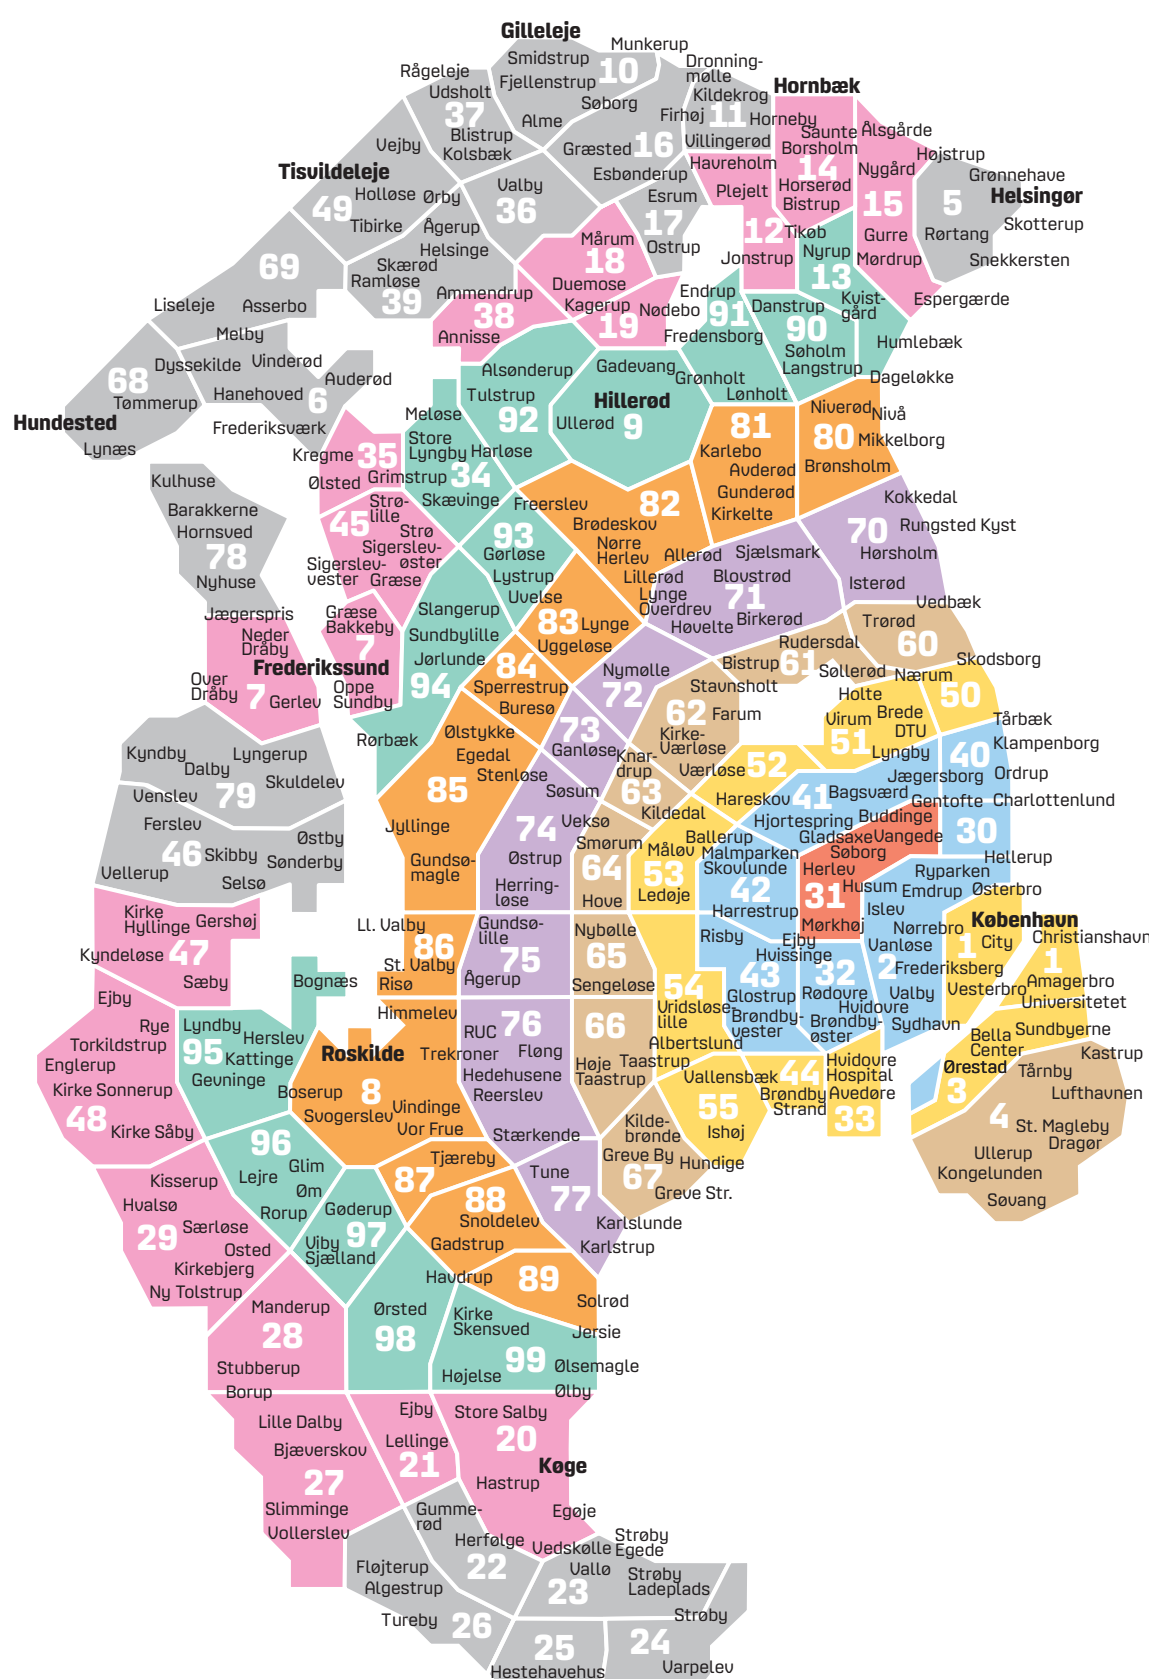 Gilleleje
Munkerup
Smidstrup
10
Dronning-
mølle
Rågeleje
Fjellenstrup
Udsholt
Søborg
Kildekrog
Hornbæk
37
Alme
Firhøj
11
Horneby
Blistrup
Villingerød
Saunte
Ålsgårde
Vejby
Kolsbæk
Græsted
16
Borsholm
Højstrup
Tisvildeleje
Esbønderup
Havreholm
14
Nygård
Grønnehave
Holløse
Valby
Plejelt
Horserød
Helsingør
49
Ørby
36
Esrum
Bistrup
15
5
Tibirke
Ågerup
17
12
Tikøb
Skotterup
Helsinge
Mårum
Ostrup
Nyrup
Gurre
Rørtang
69
Skærød
18
Jonstrup
13
Mørdrup
Snekkersten
Ramløse
Duemose
Endrup
Kvist-
gård
Liseleje
Asserbo
39
Ammendrup
Kagerup
Nødebo
91
Danstrup
Espergærde
38
19
Fredensborg
90
Melby
Annisse
Søholm
Humlebæk
Dyssekilde
Vinderød
Alsønderup
Gadevang
Langstrup
68
Auderød
Tulstrup
Grønholt
Dageløkke
Tømmerup
Hanehoved
6
92
Hillerød
Lønholt
Hundested
Meløse
Ullerød
9
81
Niverød
Nivå
Lynæs
Frederiksværk
Store
Lyngby
Harløse
Karlebo
80
Mikkelborg
Kregme
35
34
Avderød
Brønsholm
Kulhuse
Ølsted
Grimstrup
Skævinge
Gunderød
Kokkedal
Barakkerne
Strø-
lille
Freerslev
82
Kirkelte
Hornsved
45
Strø
93
Brødeskov
70
Rungsted Kyst
78
Sigerslev-
øster
Gørløse
Nørre
Herlev
Allerød
Sjælsmark
Hørsholm
Nyhuse
Sigerslev-
vester
Græse
Lystrup
Lillerød
Blovstrød
Isterød
Jægerspris
Uvelse
Lynge
Overdrev
71
Vedbæk
Græse
Bakkeby
Slangerup
83
Lynge
Høvelte
Birkerød
Trørød
Neder
Dråby
7
Sundbylille
Uggeløse
Rudersdal
60
Frederikssund
Jørlunde
84
Nymølle
Bistrup
61
Søllerød
Skodsborg
Over
Dråby
7
Gerlev
Oppe
Sundby
94
Sperrestrup
72
Stavnsholt
Nærum
Buresø
62
Farum
Holte
50
Rørbæk
Ølstykke
73
Kirke-
Værløse
Virum
Brede
Tårbæk
Kyndby
Lyngerup
Egedal
Ganløse
51
DTU
Klampenborg
Dalby
Stenløse
Knar-
drup
Værløse
52
Lyngby
40
Skuldelev
85
Søsum
63
Jægersborg
Ordrup
Venslev
79
Hareskov
41
Bagsværd
Gentofte
Charlottenlund
Ferslev
Jyllinge
74
Veksø
Kildedal
Hjortespring
Buddinge
30
Østby
Smørum
Ballerup
Gladsaxe
Vangede
46
Skibby
Måløv
Malmparken
Søborg
Hellerup
Vellerup
Sønderby
Gundsø-
magle
Østrup
64
53
Skovlunde
Herlev
Ryparken
Selsø
Herring-
løse
Hove
Ledøje
42
31
Husum
Emdrup
Østerbro
Kirke
Hyllinge
Gershøj
Harrestrup
Islev
København
Ll. Valby
Gundsø-
lille
Nybølle
Mørkhøj
Nørrebro
1
City
Christianshavn
Kyndeløse
47
86
75
65
Risby
Ejby
Vanløse
1
St. Valby
Hvissinge
2
Frederiksberg
Amagerbro
Sæby
Bognæs
Risø
Ågerup
Sengeløse
54
43
32
Valby
Vesterbro
Universitetet
Ejby
Glostrup
Rødovre
Himmelev
Vridsløse-
lille
Hvidovre
Rye
Lyndby
Herslev
RUC
76
66
Brøndby-
vester
Brøndby-
øster
Sydhavn
Bella
Center
Sundbyerne
Torkildstrup
95
Kattinge
Roskilde
Trekroner
Fløng
Albertslund
Kastrup
Englerup
Gevninge
Høje
Taastrup
Taastrup
Hvidovre
Hospital
Ørestad
Tårnby
Kirke Sonnerup
Boserup
8
Hedehusene
Vallensbæk
44
3
Lufthavnen
48
Svogerslev
Vindinge
Reerslev
55
Brøndby
Strand
Avedøre
4
St. Magleby
Kirke Såby
Vor Frue
Kilde-
brønde
33
Dragør
96
Stærkende
Ishøj
Ullerup
Glim
Tjæreby
Greve By
Hundige
Kongelunden
Kisserup
Lejre
Øm
87
Tune
67
Søvang
Hvalsø
Rorup
Gøderup
88
77
Greve Str.
29
Særløse
97
Snoldelev
Karlslunde
Osted
Viby
Sjælland
Gadstrup
Karlstrup
Kirkebjerg
Havdrup
89
Ny Tolstrup
Solrød
Manderup
Ørsted
Kirke
Skensved
Jersie
28
98
99
Stubberup
Højelse
Ølsemagle
Borup
Ølby
Lille Dalby
Ejby
Store Salby
Bjæverskov
Lellinge
20
27
21
Køge
Slimminge
Hastrup
Vollerslev
Gumme-
rød
Egøje
Herfølge
Vedskølle
Strøby
Egede
Fløjterup
22
Vallø
Strøby
Ladeplads
Algestrup
23
Tureby
26
Strøby
25
24
Hestehavehus
Varpelev